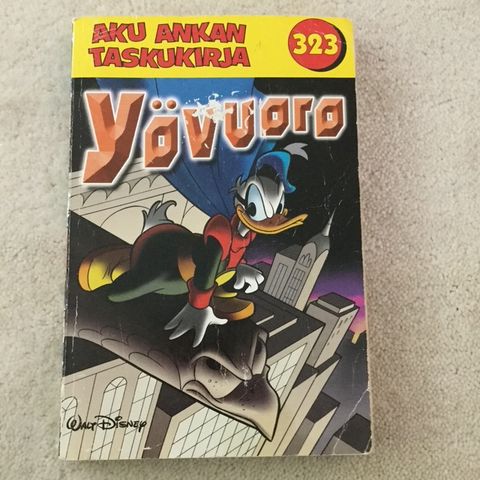 AKU ANKAN
TASKUKIRJA
323
Yövuoro
WALT DISNEY